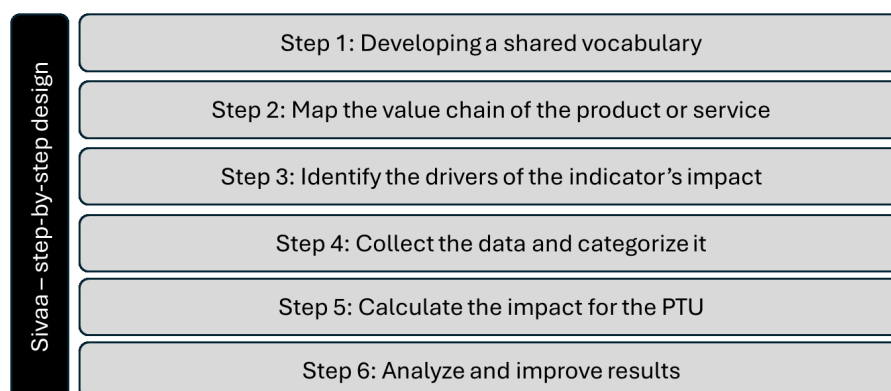 Sivaa – step-by-step design
Step 1: Developing a shared vocabulary
Step 2: Map the value chain of the product or service
Step 3: Identify the drivers of the indicator's impact
Step 4: Collect the data and categorize it
Step 5: Calculate the impact for the PTU
Step 6: Analyze and improve results